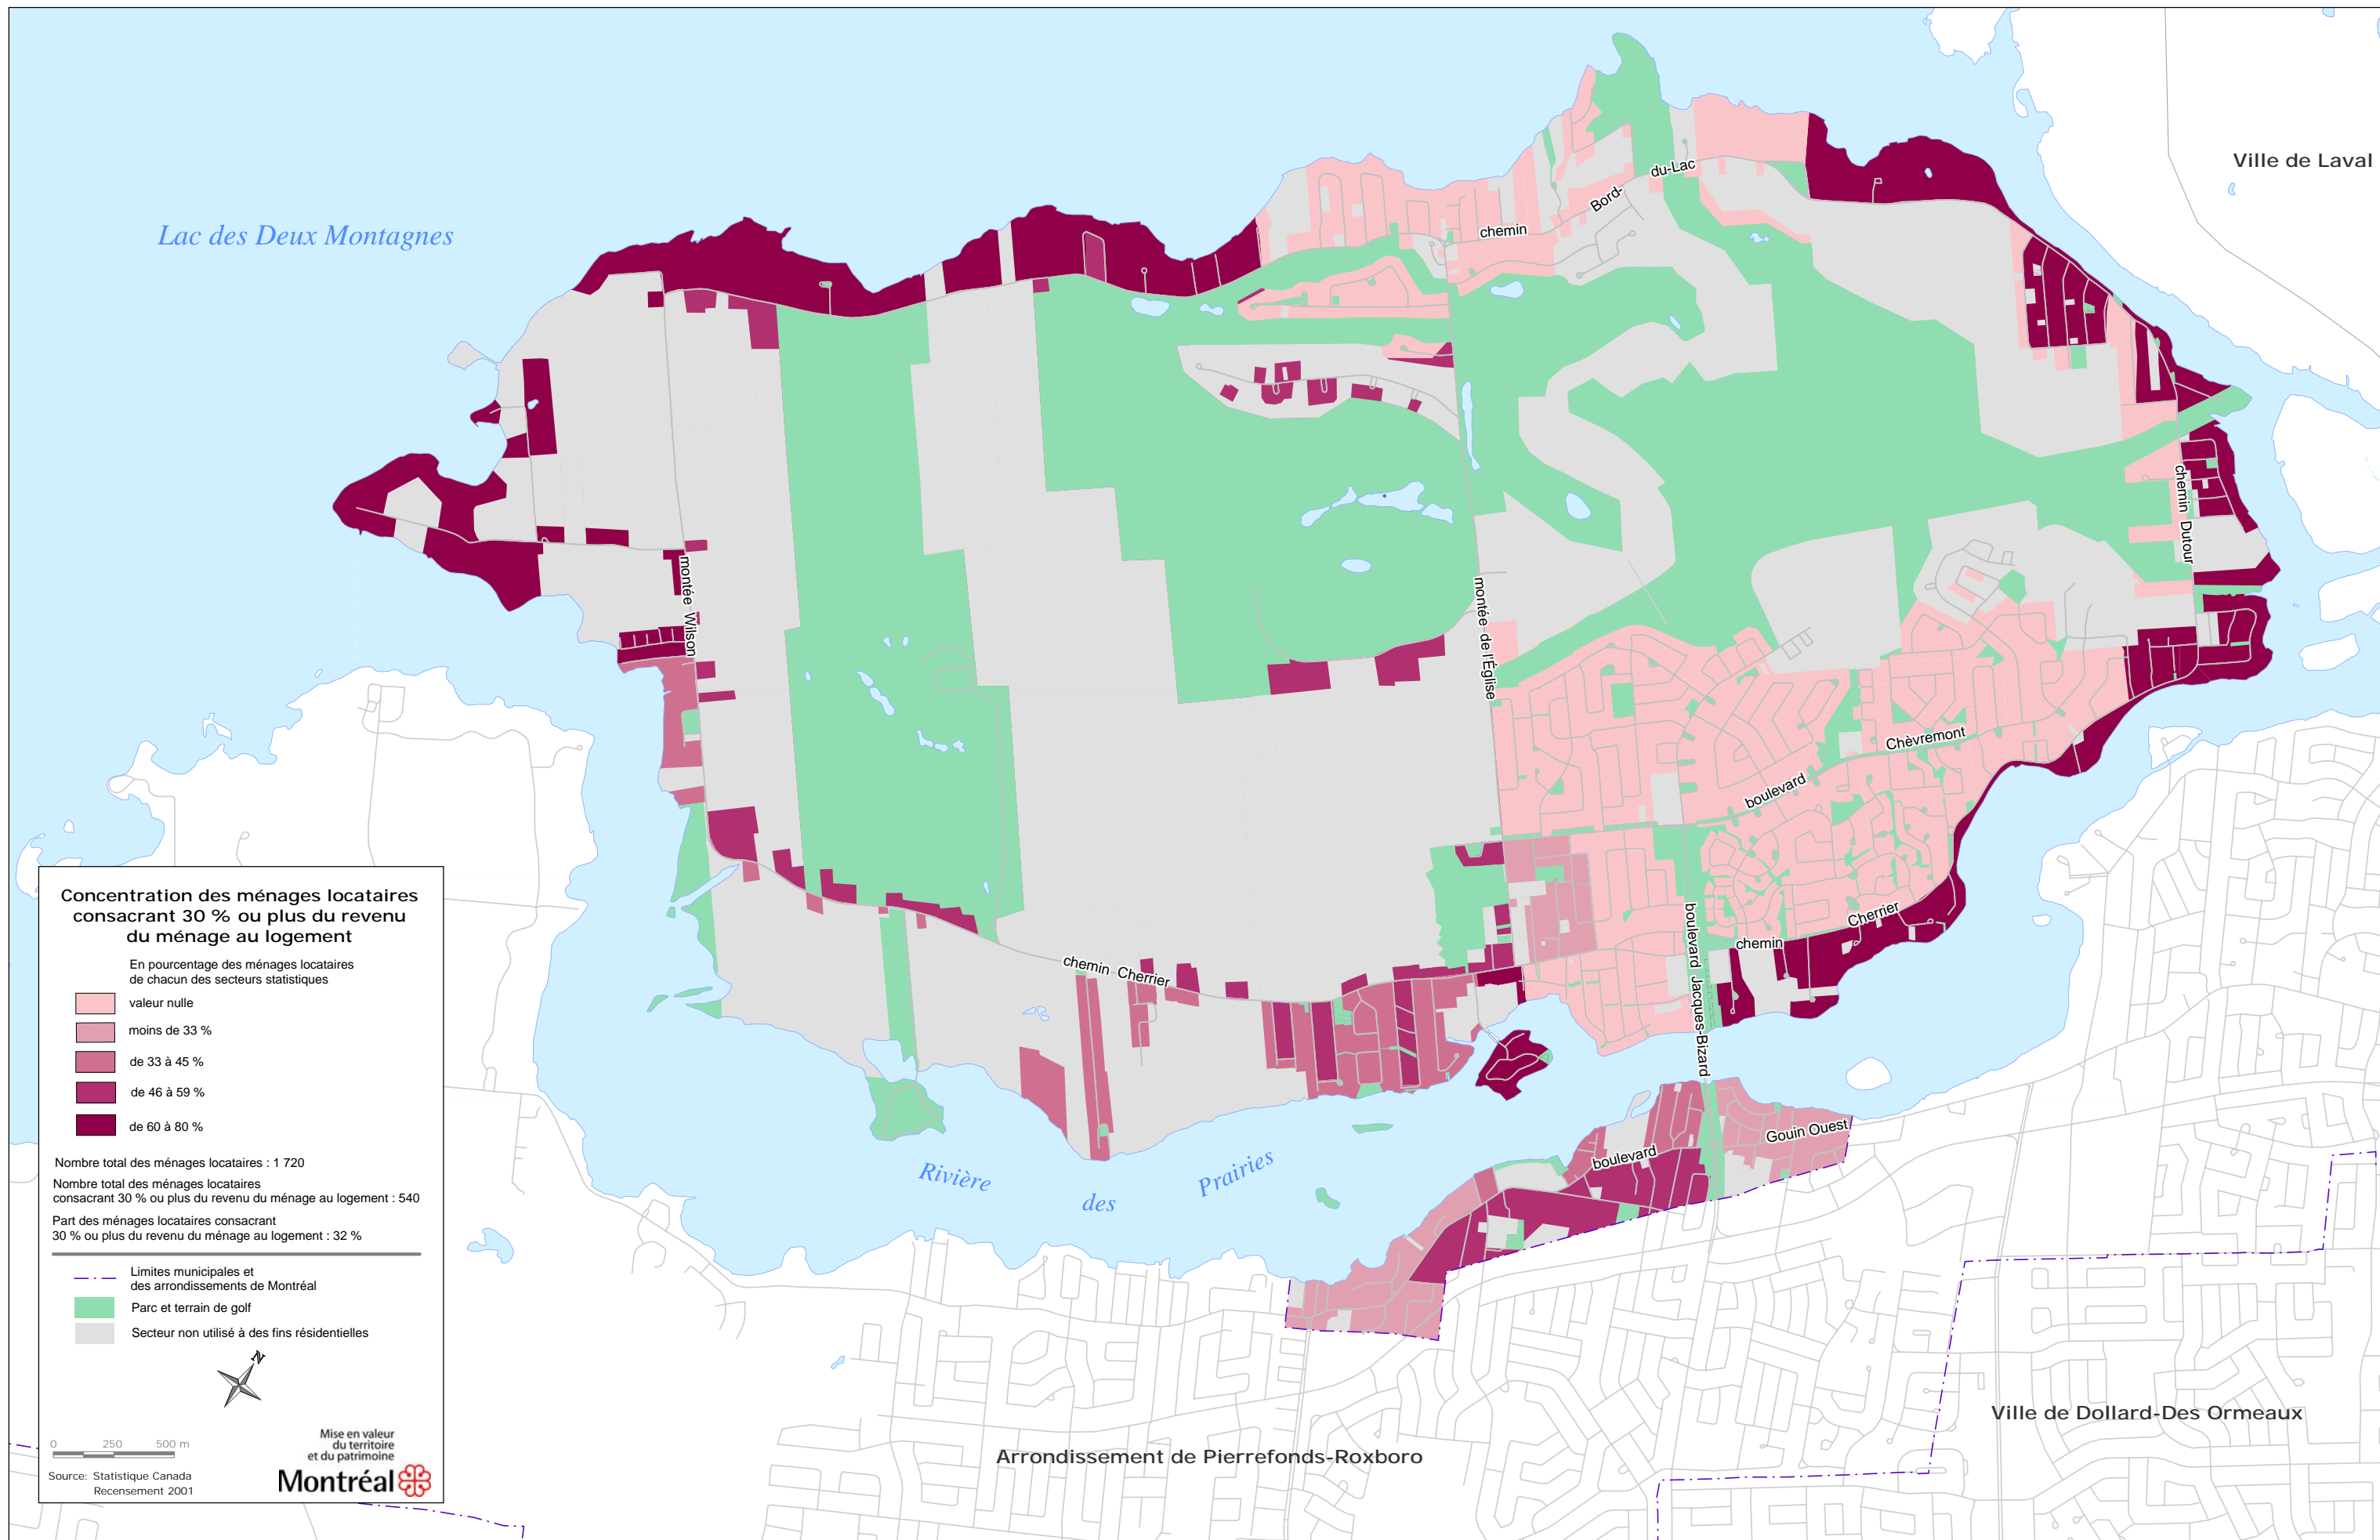 Ville de Laval
Lac des Deux Montagnes
chemin
Bord-
du-Lac
chemin Dutour
montée Wilson
montée de l'Église
boulevard
Chèvremont
chemin
Cherrier
boulevard Jacques-Bizard
chemin Cherrier
boulevard
Gouin Ouest
Rivière
des
Prairies
Arrondissement de Pierrefonds-Roxboro
Ville de Dollard-Des Ormeaux
Concentration des ménages locataires
consacrant 30 % ou plus du revenu
du ménage au logement
En pourcentage des ménages locataires
de chacun des secteurs statistiques
valeur nulle
moins de 33 %
de 33 à 45 %
de 46 à 59 %
de 60 à 80 %
Nombre total des ménages locataires : 1 720
Nombre total des ménages locataires
consacrant 30 % ou plus du revenu du ménage au logement : 540
Part des ménages locataires consacrant
30 % ou plus du revenu du ménage au logement : 32 %
Limites municipales et
des arrondissements de Montréal
Parc et terrain de golf
Secteur non utilisé à des fins résidentielles
N
0 250 500 m
Source: Statistique Canada
Recensement 2001
Mise en valeur
du territoire
et du patrimoine
Montréal